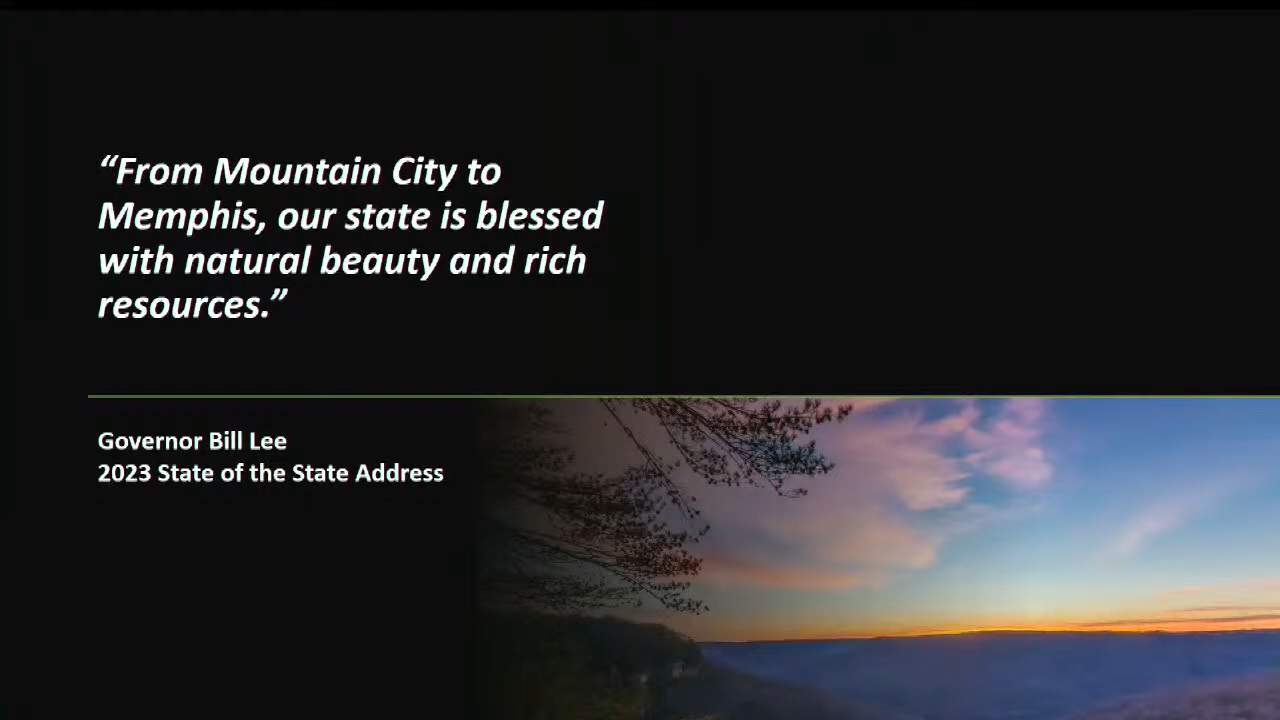 “From Mountain City to
Memphis, our state is blessed
with natural beauty and rich
resources.”
Governor Bill Lee
2023 State of the State Address